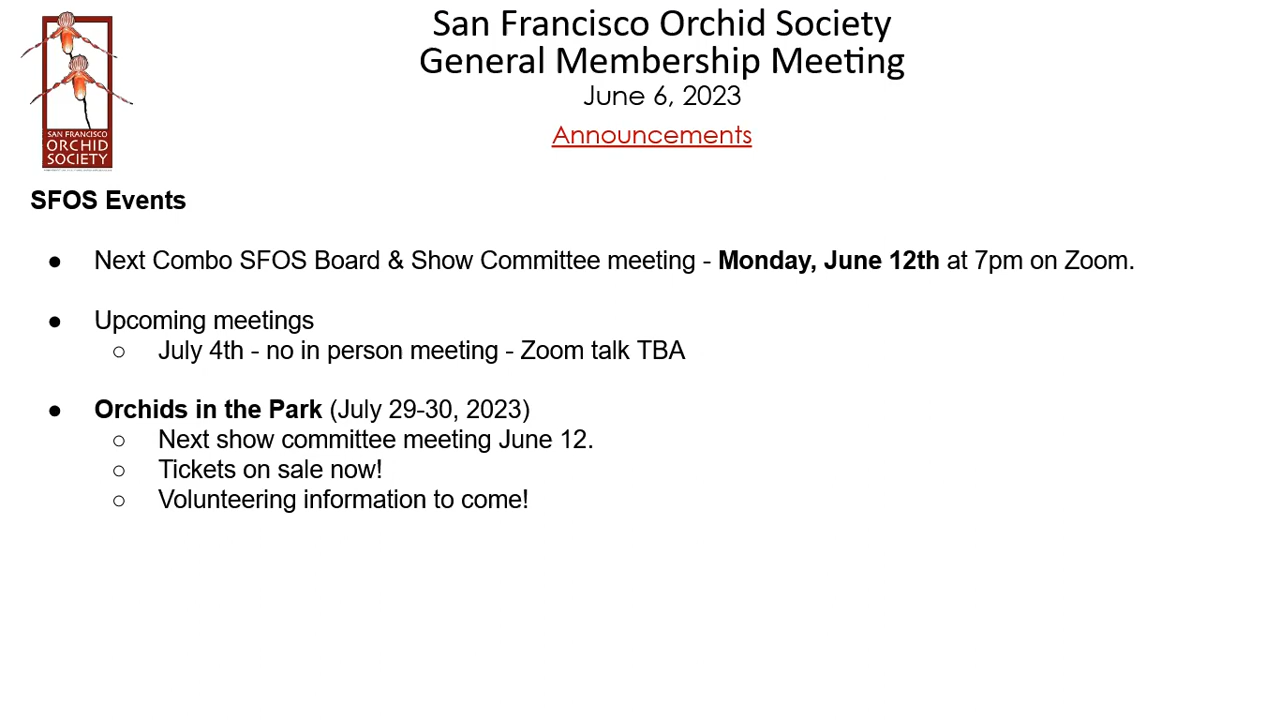 San Francisco Orchid Society
General Membership Meeting
June 6, 2023
Announcements
SAN FRANCISCO
ORCHID
SOCIETY
SFOS Events
● Next Combo SFOS Board & Show Committee meeting - Monday, June 12th at 7pm on Zoom.
● Upcoming meetings
○ July 4th - no in person meeting - Zoom talk TBA
● Orchids in the Park (July 29-30, 2023)
○ Next show committee meeting June 12.
○ Tickets on sale now!
○ Volunteering information to come!